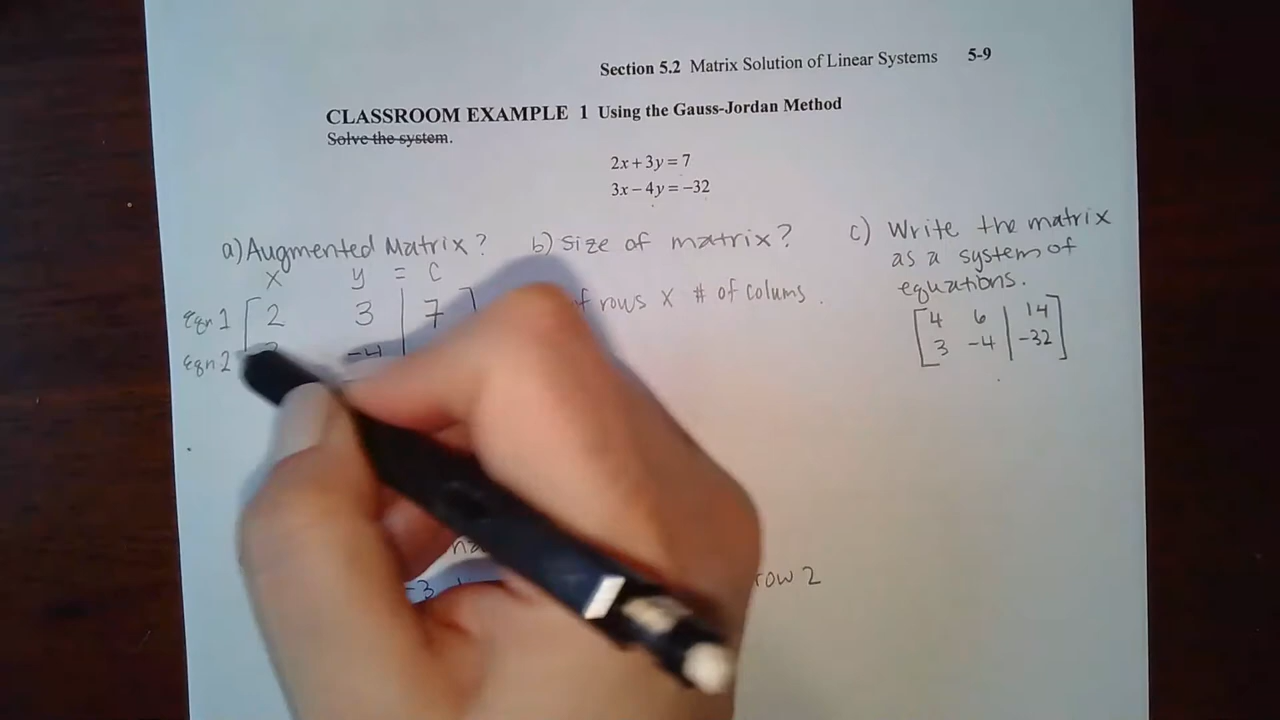 Section 5.2 Matrix Solution of Linear Systems 5-9
CLASSROOM EXAMPLE 1 Using the Gauss-Jordan Method
Solve the system.
2x + 3y = 7
3x – 4y = –32
a) Augmented Matrix?
x y = c
eqn 1 2 3 7
eqn 2 -4
b) Size of matrix?
of rows x # of colums.
c) Write the matrix
as a system of
equations.
4 6 14
3 -4 -32
-3
row 2